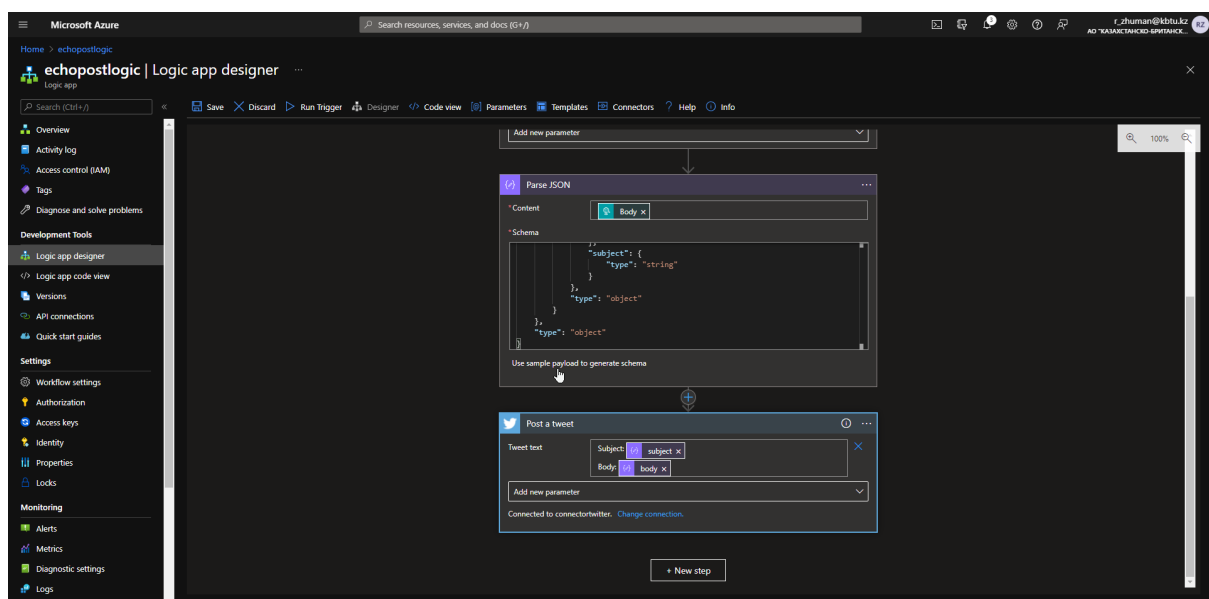 Microsoft Azure
Search resources, services, and docs (G+/)
3
r_zhuman@kbtu.kz
АО "КАЗАХСТАНСКО-БРИТАНСК...
RZ
Home > echopostlogic
echopostlogic | Logic app designer ...
Logic app
Search (Ctrl+/)
Save Discard Run Trigger Designer Code view Parameters Templates Connectors Help Info
Overview
Activity log
Access control (IAM)
Tags
Diagnose and solve problems
Development Tools
Logic app designer
Logic app code view
Versions
API connections
Quick start guides
Settings
Workflow settings
Authorization
Access keys
Identity
Properties
Locks
Monitoring
Alerts
Metrics
Diagnostic settings
Logs
Add new parameter
100%
Parse JSON
*Content
Body ×
*Schema
},
"subject": {
"type": "string"
}
},
"type": "object"
}
},
"type": "object"
}
Use sample payload to generate schema
Post a tweet
Tweet text
Subject: subject ×
Body: body ×
Add new parameter
Connected to connectortwitter. Change connection.
+ New step